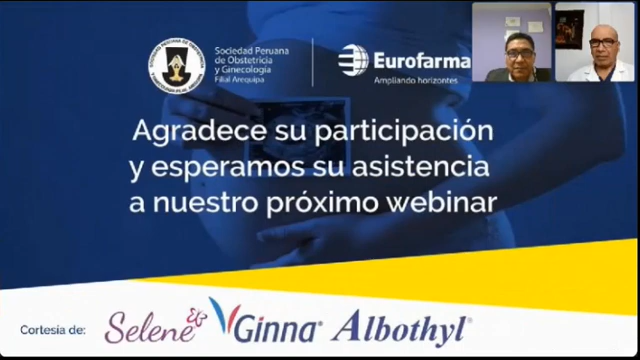 Sociedad Peruana
de Obstetricia
y Ginecología
Filial Arequipa
Eurofarma
Ampliando horizontes
Agradece su participación
y esperamos su asistencia
a nuestro próximo webinar
Cortesía de:
Selene
Ginna®
Albothyl®